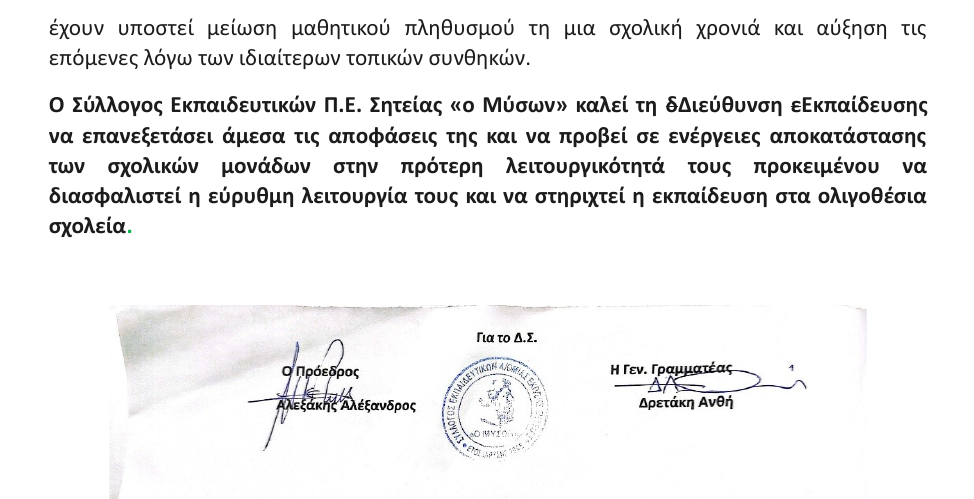 έχουν υποστεί μείωση μαθητικού πληθυσμού τη μια σχολική χρονιά και αύξηση τις
επόμενες λόγω των ιδιαίτερων τοπικών συνθηκών.
Ο Σύλλογος Εκπαιδευτικών Π.Ε. Σητείας «ο Μύσων» καλεί τη δΔιεύθυνση εΕκπαίδευσης
να επανεξετάσει άμεσα τις αποφάσεις της και να προβεί σε ενέργειες αποκατάστασης
των σχολικών μονάδων στην πρότερη λειτουργικότητά τους προκειμένου να
διασφαλιστεί η εύρυθμη λειτουργία τους και να στηριχτεί η εκπαίδευση στα ολιγοθέσια
σχολεία.
Για το Δ.Σ.
Ο Πρόεδρος
Η Γεν. Γραμματέας
Αλεξάκης Αλέξανδρος
Δρετάκη Ανθή
ΣΥΛΛΟΓΟΣ ΕΚΠΑΙΔΕΥΤΙΚΩΝ